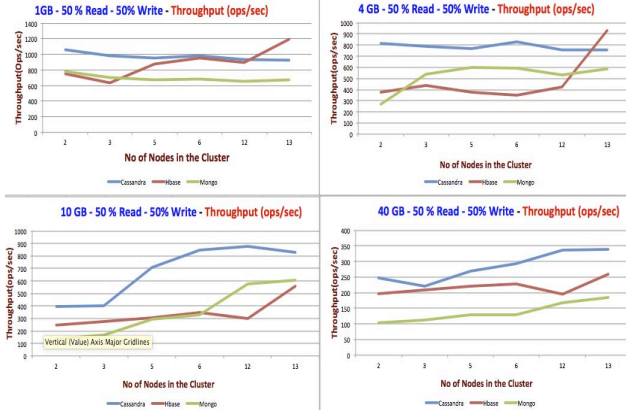 1GB - 50 % Read - 50% Write - Throughput (ops/sec)
Throughput(ops/sec)
1400
1200
1000
800
600
400
200
0
2 3 5 6 12 13
No of Nodes in the Cluster
Cassandra Hbase Mongo
4 GB - 50 % Read - 50% Write - Throughput (ops/sec)
Throughput(ops/sec)
1000
900
800
700
600
500
400
300
200
100
0
2 3 5 6 12 13
No of Nodes in the Cluster
Cassandra Hbase Mongo
10 GB - 50 % Read - 50% Write - Throughput (ops/sec)
Throughput(ops/sec)
1000
900
800
700
600
500
400
300
200
100
0
Vertical (Value) Axis Major Gridlines
2 3 5 6 12 13
No of Nodes in the Cluster
Cassandra Hbase Mongo
40 GB - 50 % Read - 50% Write - Throughput (ops/sec)
Throughput(ops/sec)
400
350
300
250
200
150
100
50
0
2 3 5 6 12 13
No of Nodes in the Cluster
Cassandra Hbase Mongo